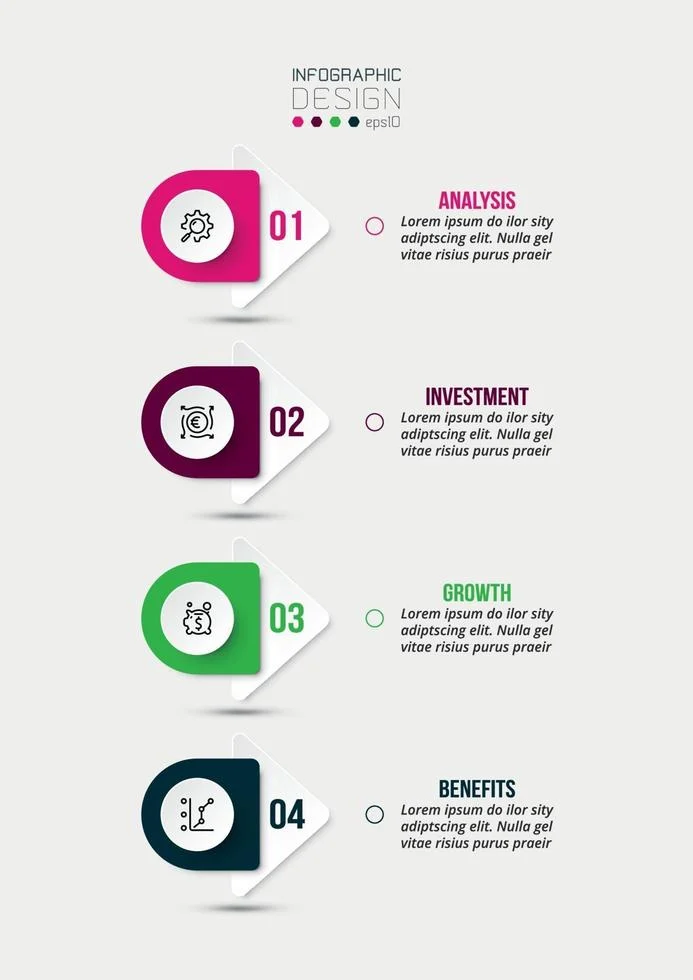 INFOGRAPHIC
DESIGN
eps10
01
ANALYSIS
Lorem ipsum do ilor sity
adiptscing elit. Nulla gel
vitae risius purus praeir
€
02
INVESTMENT
Lorem ipsum do ilor sity
adiptscing elit. Nulla gel
vitae risius purus praeir
$
03
GROWTH
Lorem ipsum do ilor sity
adiptscing elit. Nulla gel
vitae risius purus praeir
04
BENEFITS
Lorem ipsum do ilor sity
adiptscing elit. Nulla gel
vitae risius purus praeir